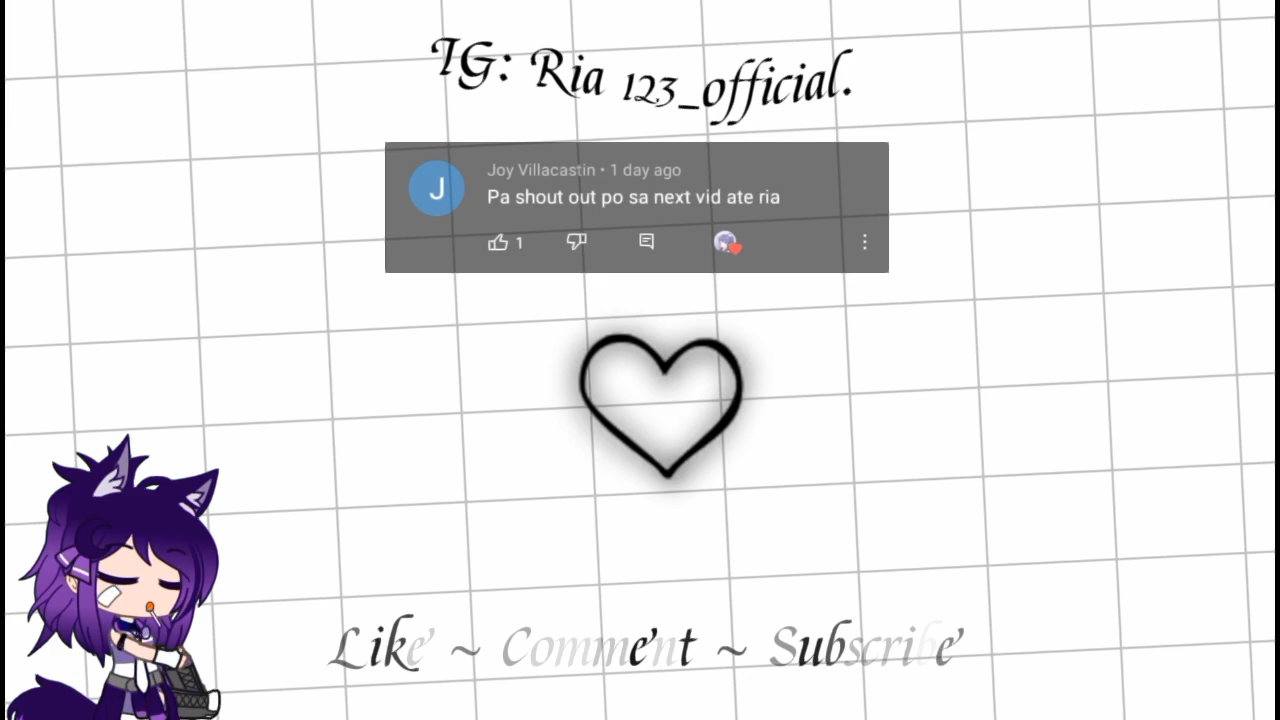 IG: Ria 123_official.
J
Joy Villacastin • 1 day ago
Pa shout out po sa next vid ate ria
1
Like ~ Comment ~ Subscribe